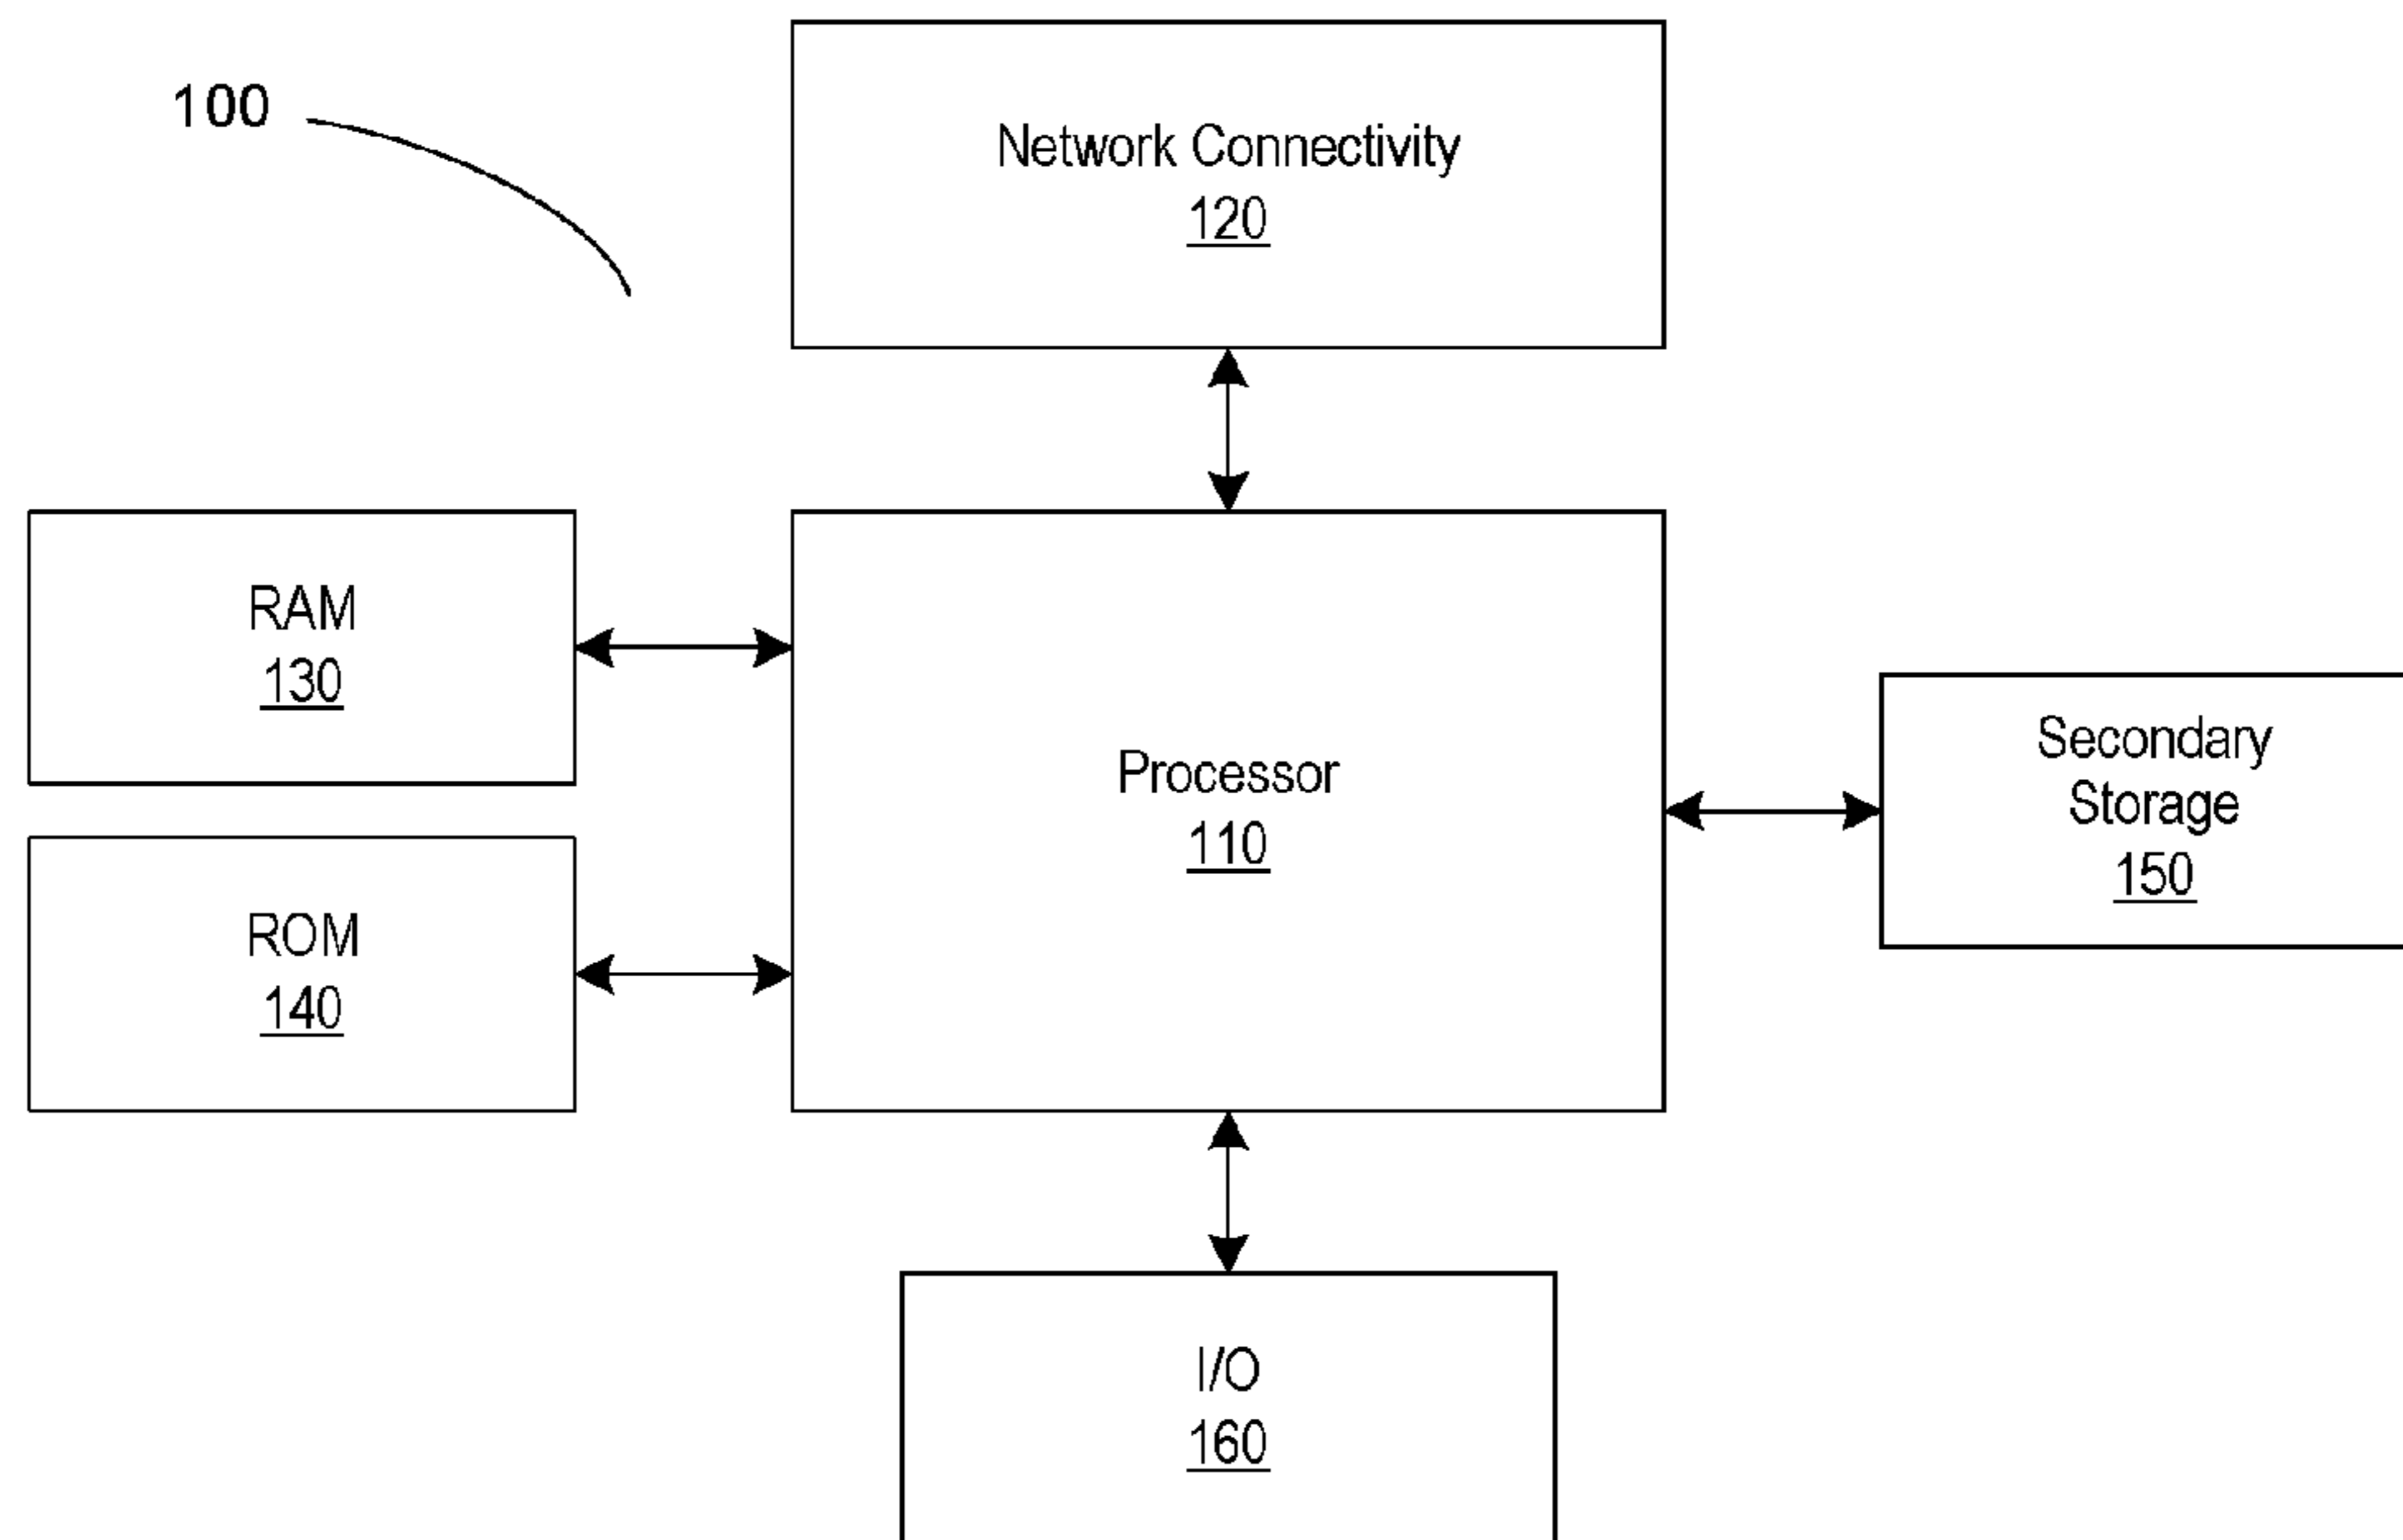 100
Network Connectivity
120
RAM
130
Processor
110
Secondary
Storage
150
ROM
140
I/O
160